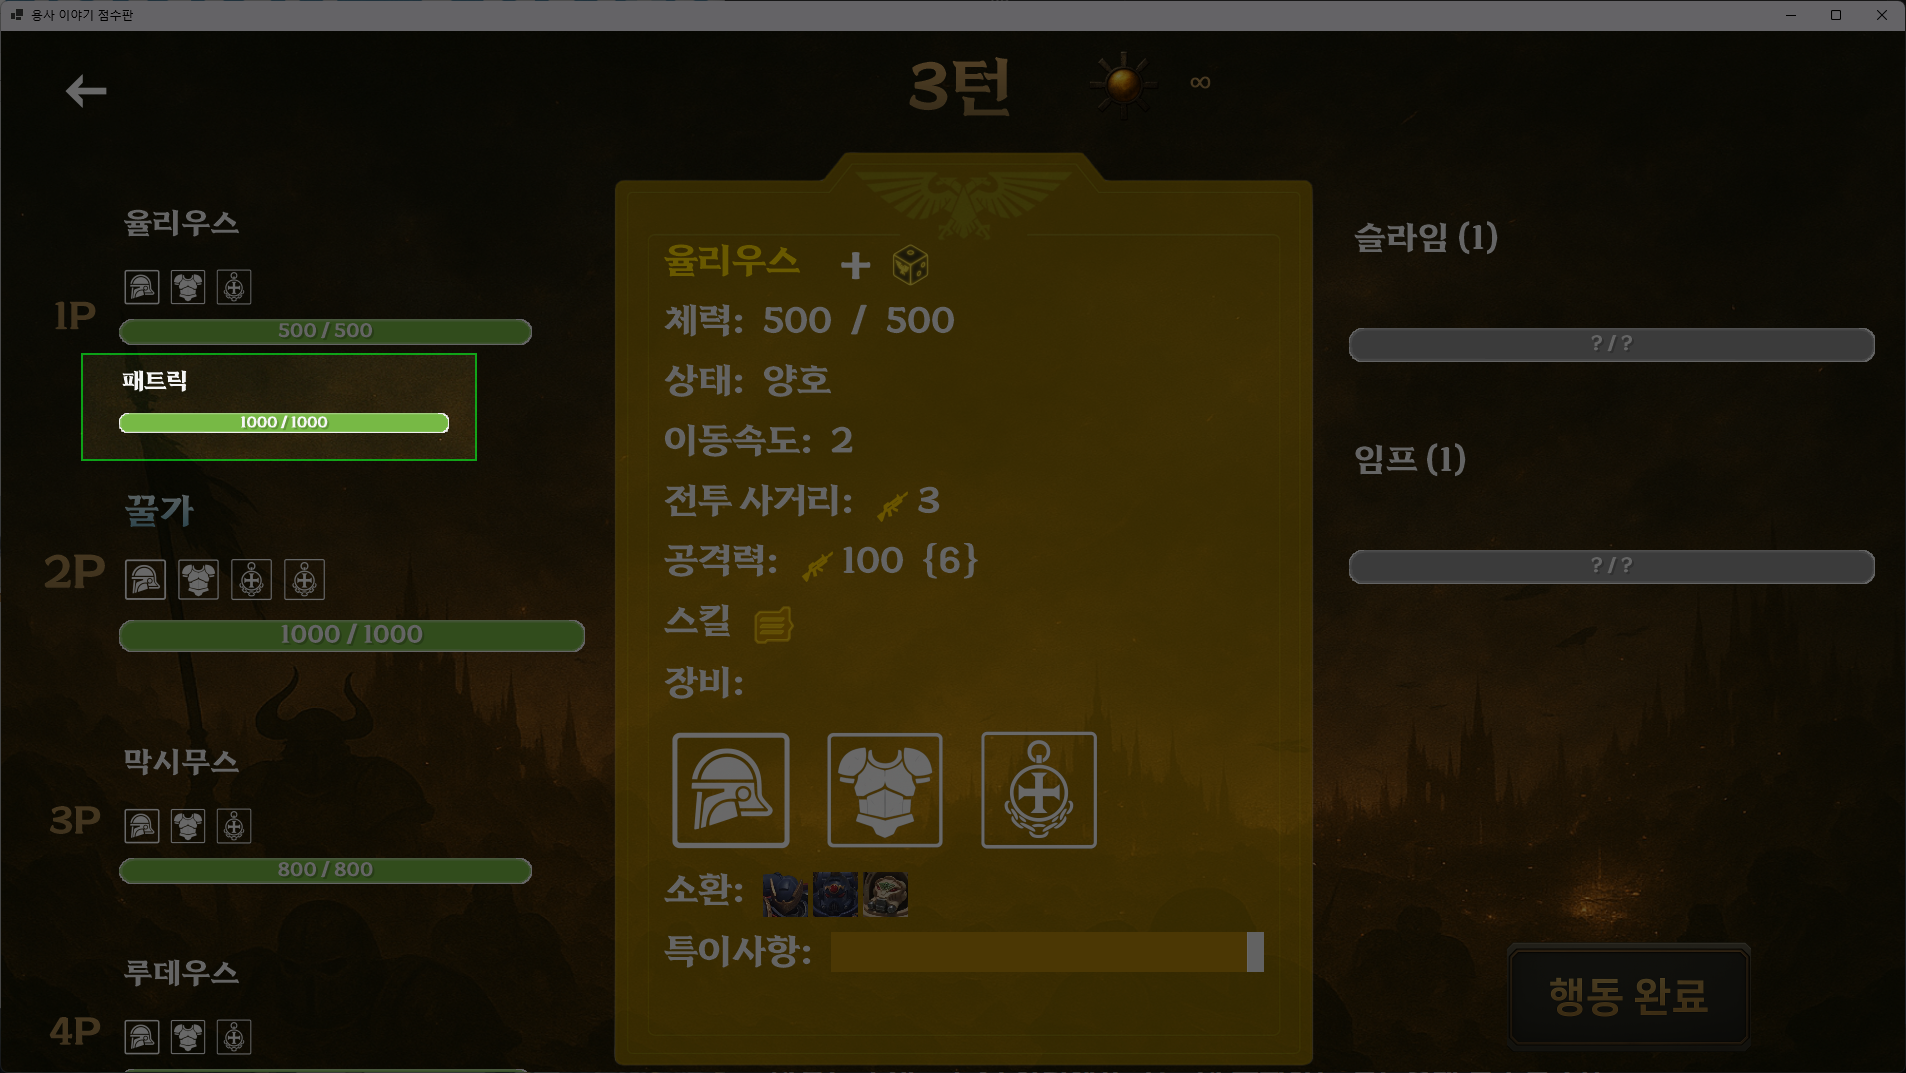 용사 이야기 점수판
3턴
∞
율리우스
1P
500 / 500
패트릭
1000 / 1000
꿀가
2P
1000 / 1000
막시무스
3P
800 / 800
루데우스
4P
율리우스 +
체력: 500 / 500
상태: 양호
이동속도: 2
전투 사거리: 3
공격력: 100 {6}
스킬
장비:
소환:
특이사항:
슬라임 (1)
? / ?
임프 (1)
? / ?
행동 완료